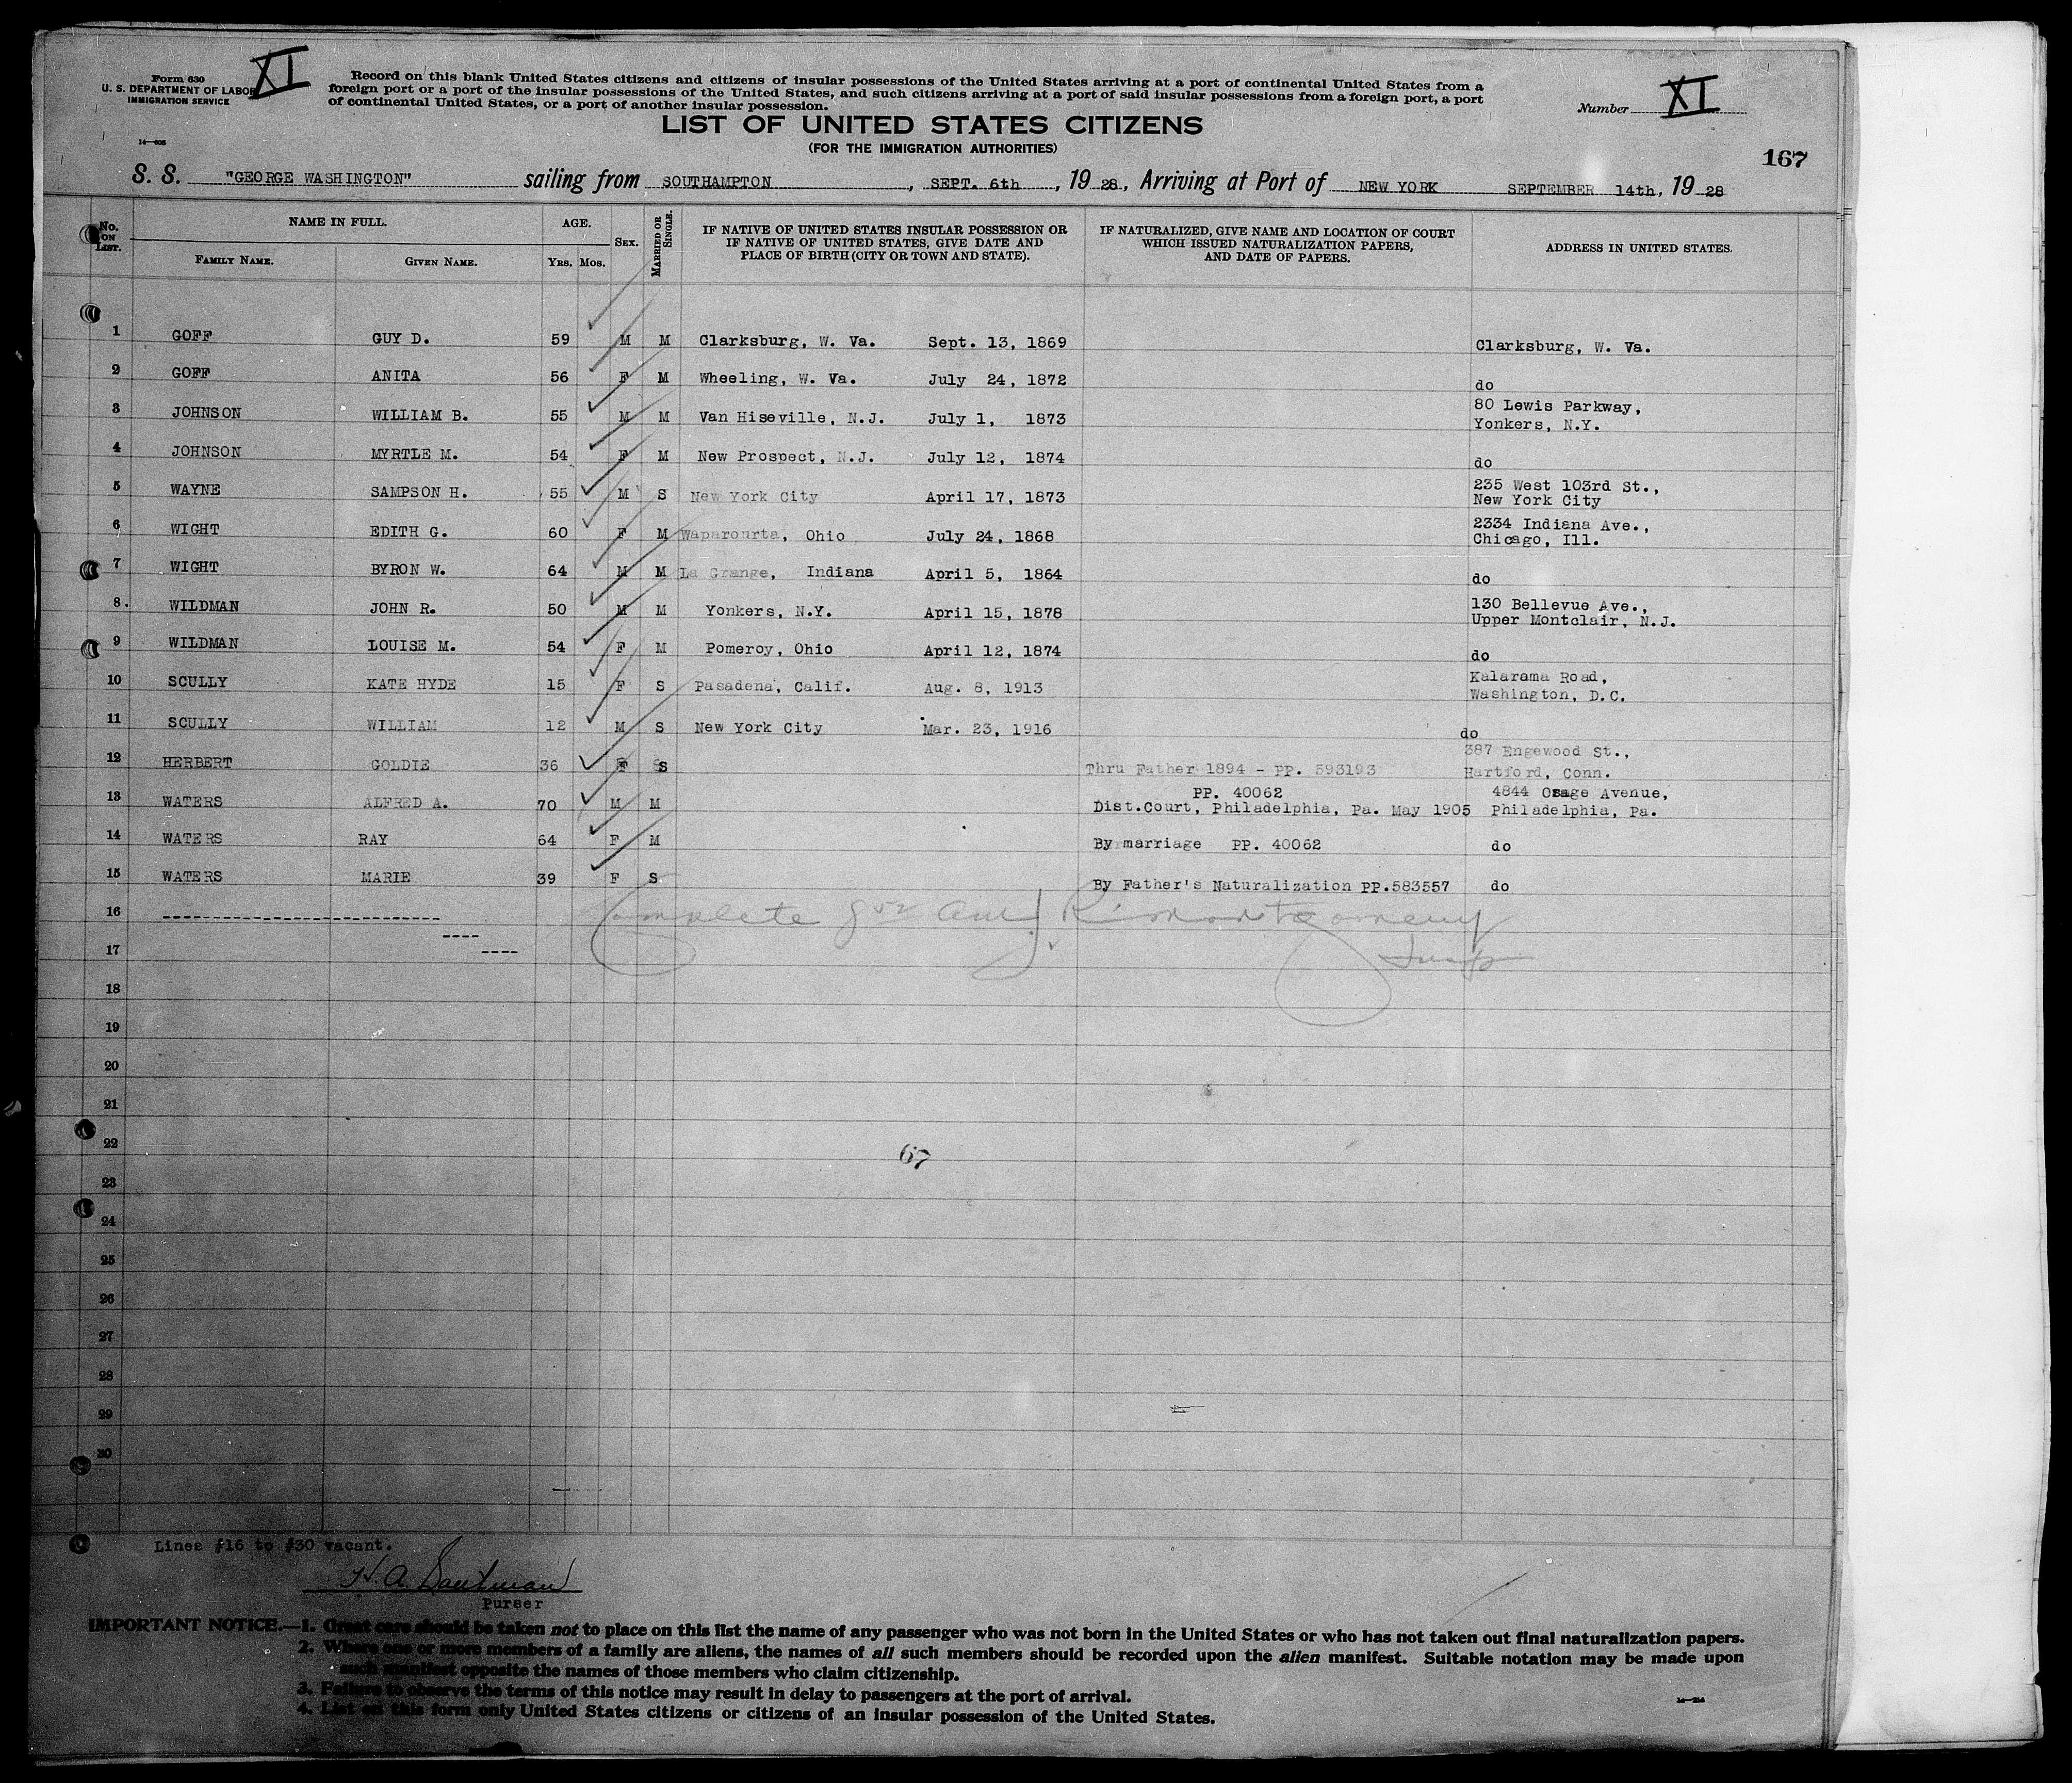 XI
Form 630
U. S. DEPARTMENT OF LABOR
IMMIGRATION SERVICE
14—605
Record on this blank United States citizens and citizens of insular possessions of the United States arriving at a port of continental United States from a
foreign port or a port of the insular possessions of the United States, and such citizens arriving at a port of said insular possessions from a foreign port, a port
of continental United States, or a port of another insular possession.
Number XI
LIST OF UNITED STATES CITIZENS
(FOR THE IMMIGRATION AUTHORITIES)
167
S. S. "GEORGE WASHINGTON" sailing from SOUTHAMPTON, SEPT. 6th, 19 28, Arriving at Port of NEW YORK SEPTEMBER 14th, 19 28
No. ON LIST. NAME IN FULL. FAMILY NAME. GIVEN NAME. AGE. YRS. MOS. SEX. MARRIED OR SINGLE. IF NATIVE OF UNITED STATES INSULAR POSSESSION OR IF NATIVE OF UNITED STATES, GIVE DATE AND PLACE OF BIRTH (CITY OR TOWN AND STATE). IF NATURALIZED, GIVE NAME AND LOCATION OF COURT WHICH ISSUED NATURALIZATION PAPERS, AND DATE OF PAPERS. ADDRESS IN UNITED STATES.
1 GOFF GUY D. 59 M M Clarksburg, W. Va. Sept. 13, 1869 Clarksburg, W. Va.
2 GOFF ANITA 56 F M Wheeling, W. Va. July 24, 1872 do
3 JOHNSON WILLIAM B. 55 M M Van Hiseville, N.J. July 1, 1873 80 Lewis Parkway, Yonkers, N.Y.
4 JOHNSON MYRTLE M. 54 F M New Prospect, N.J. July 12, 1874 do
5 WAYNE SAMPSON H. 55 M S New York City April 17, 1873 235 West 103rd St., New York City
6 WIGHT EDITH G. 60 F M Waparourta, Ohio July 24, 1868 2334 Indiana Ave., Chicago, Ill.
7 WIGHT BYRON W. 64 M M La Grange, Indiana April 5, 1864 do
8. WILDMAN JOHN R. 50 M M Yonkers, N.Y. April 15, 1878 130 Bellevue Ave., Upper Montclair, N.J.
9 WILDMAN LOUISE M. 54 F M Pomeroy, Ohio April 12, 1874 do
10 SCULLY KATE HYDE 15 F S Pasadena, Calif. Aug. 8, 1913 Kalarama Road, Washington, D.C.
11 SCULLY WILLIAM 12 M S New York City Mar. 23, 1916 do
12 HERBERT GOLDIE 36 F S Thru Father 1894 - PP. 593193 387 Engewood St., Hartford, Conn.
13 WATERS ALFRED A. 70 M M PP. 40062 Dist.Court, Philadelphia, Pa. May 1905 4844 Osage Avenue, Philadelphia, Pa.
14 WATERS RAY 64 F M By marriage PP. 40062 do
15 WATERS MARIE 39 F S By Father's Naturalization PP.583557 do
16 Complete
17 Insp
18
19
20
21
22 67
23
24
25
26
27
28
29
30
Lines #16 to #30 vacant.
Purser
IMPORTANT NOTICE.—1. Great care should be taken not to place on this list the name of any passenger who was not born in the United States or who has not taken out final naturalization papers.
2. Where one or more members of a family are aliens, the names of all such members should be recorded upon the alien manifest. Suitable notation may be made upon
such manifest opposite the names of those members who claim citizenship.
3. Failure to observe the terms of this notice may result in delay to passengers at the port of arrival.
4. List on this form only United States citizens or citizens of an insular possession of the United States.